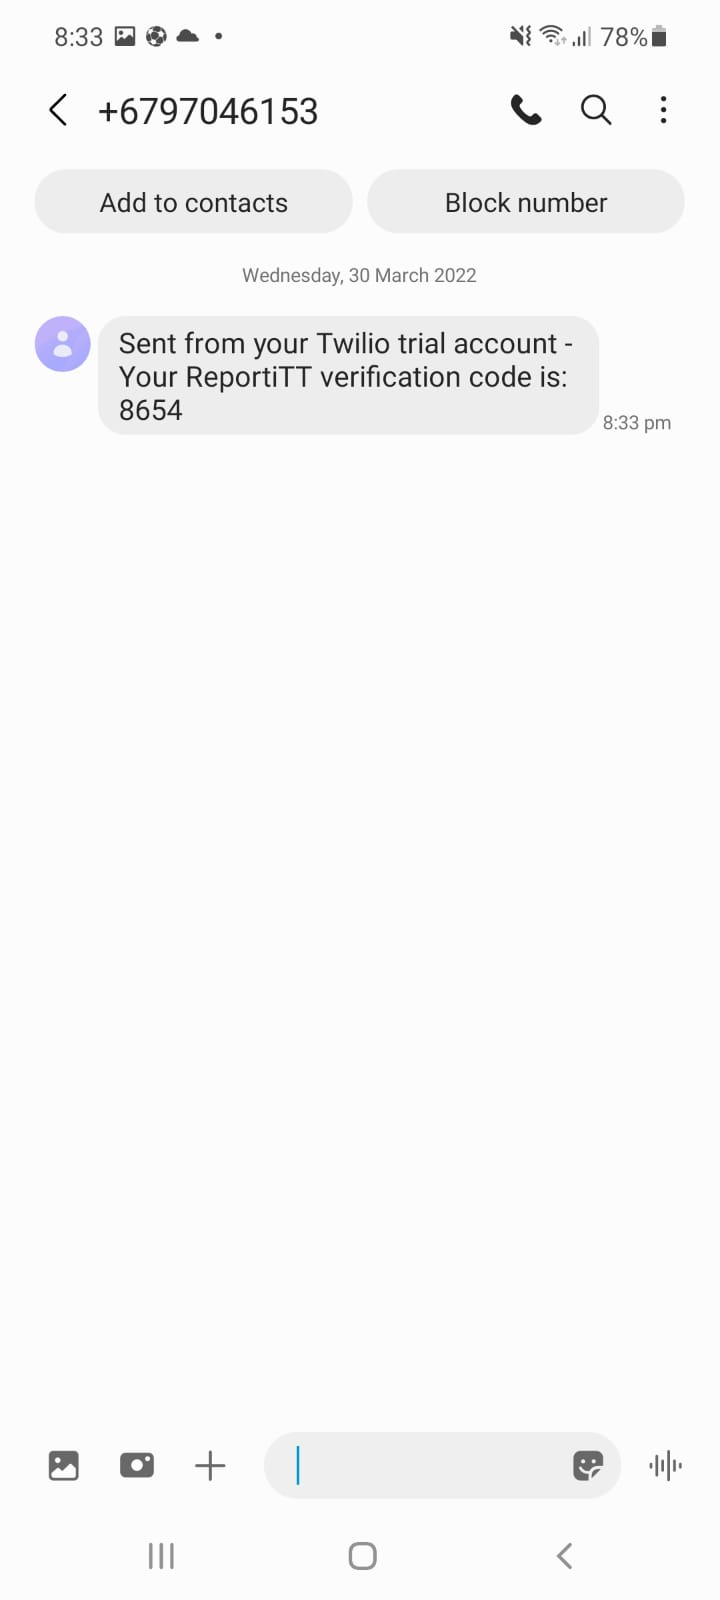 8:33
78%
+6797046153
Add to contacts
Block number
Wednesday, 30 March 2022
Sent from your Twilio trial account -
Your ReportiTT verification code is:
8654
8:33 pm